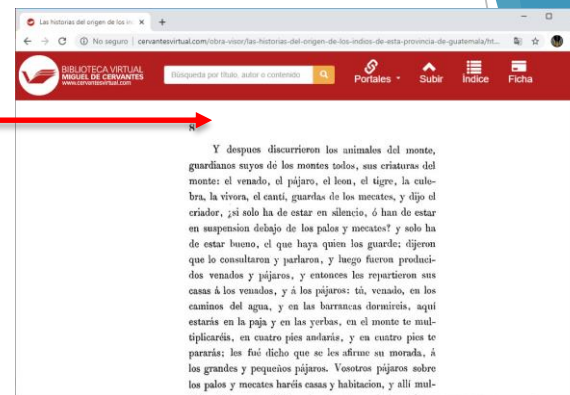 Las historias del origen de los in
No seguro | cervantesvirtual.com/obra-visor/las-historias-del-origen-de-los-indios-de-esta-provincia-de-guatemala/ht...
BIBLIOTECA VIRTUAL
MIGUEL DE CERVANTES
www.cervantesvirtual.com
Búsqueda por título, autor o contenido
Portales
Subir
Índice
Ficha
8
Y despues discurrieron los animales del monte,
guardianos suyos dé los montes todos, sus criaturas del
monte: el venado, el pájaro, el leon, el tigre, la cule-
bra, la vivora, el cantí, guardas de los mecates, y dijo el
criador, ¿si solo ha de estar en silencio, ó han de estar
en suspension debajo de los palos y mecates? y solo ha
de estar bueno, el que haya quien los guarde; dijeron
que lo consultaron y parlaron, y luego fueron produci-
dos venados y pájaros, y entonces les repartieron sus
casas á los venados, y á los pájaros: tú, venado, en los
caminos del agua, y en las barrancas dormireis, aquí
estarás en la paja y en las yerbas, en el monte te mul-
tiplicaréis, en cuatro pies andarás, y en cuatro pies te
pararás; les fué dicho que se les afirme su morada, á
los grandes y pequeños pájaros. Vosotros pájaros sobre
los palos y mecates haréis casas y habitacion, y allí mul-